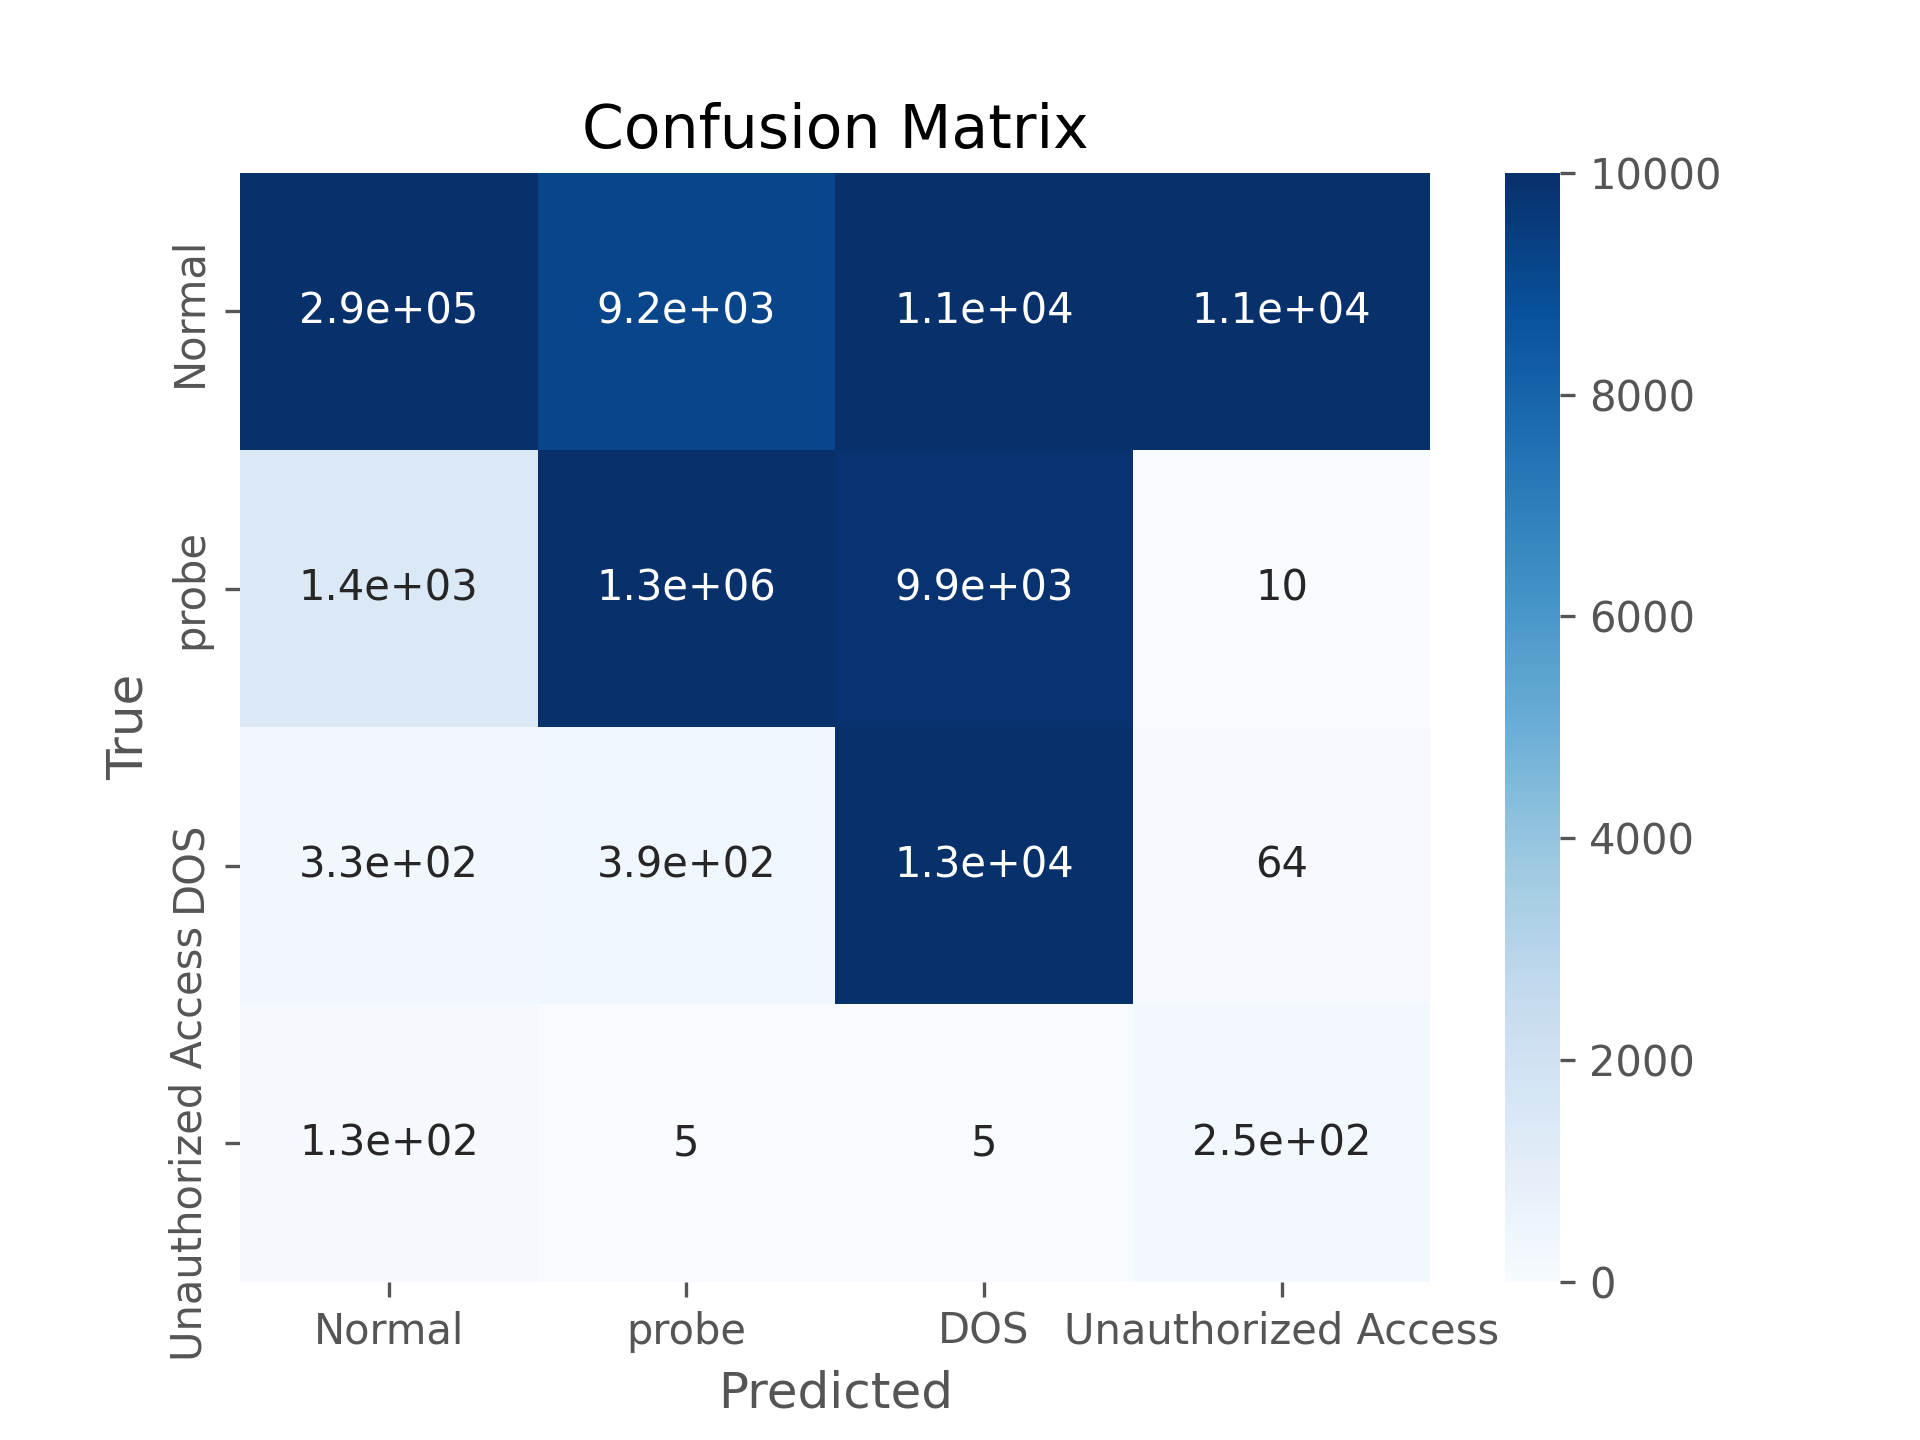 Confusion Matrix
Normal
2.9e+05 9.2e+03 1.1e+04 1.1e+04
probe
1.4e+03 1.3e+06 9.9e+03 10
DOS
3.3e+02 3.9e+02 1.3e+04 64
Unauthorized Access
1.3e+02 5 5 2.5e+02
True
Normal probe DOS Unauthorized Access
Predicted
10000
8000
6000
4000
2000
0